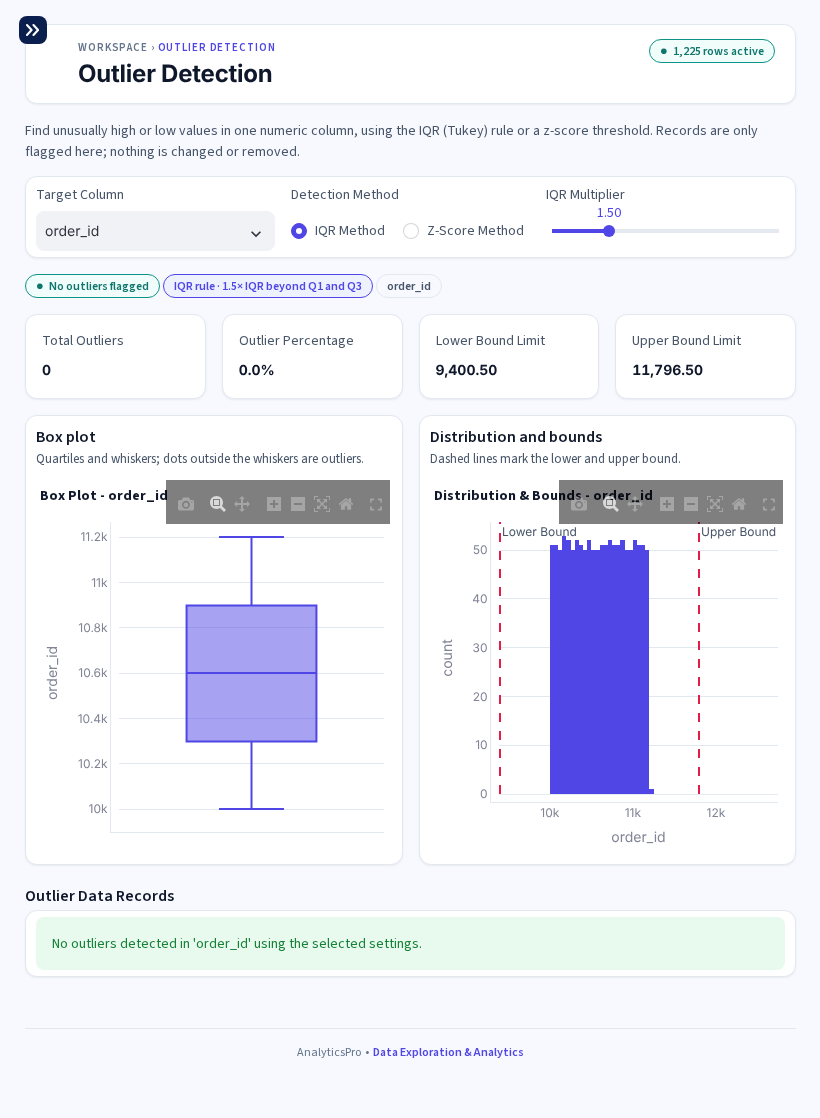 WORKSPACE › OUTLIER DETECTION
Outlier Detection
1,225 rows active
Find unusually high or low values in one numeric column, using the IQR (Tukey) rule or a z-score threshold. Records are only
flagged here; nothing is changed or removed.
Target Column
order_id
Detection Method
IQR Method
Z-Score Method
IQR Multiplier
1.50
No outliers flagged
IQR rule · 1.5× IQR beyond Q1 and Q3
order_id
Total Outliers
0
Outlier Percentage
0.0%
Lower Bound Limit
9,400.50
Upper Bound Limit
11,796.50
Box plot
Quartiles and whiskers; dots outside the whiskers are outliers.
Box Plot - order_id
11.2k
11k
10.8k
10.6k
10.4k
10.2k
10k
order_id
Distribution and bounds
Dashed lines mark the lower and upper bound.
Distribution & Bounds - order_id
Lower Bound
Upper Bound
50
40
30
20
10
0
count
10k
11k
12k
order_id
Outlier Data Records
No outliers detected in 'order_id' using the selected settings.
AnalyticsPro • Data Exploration & Analytics